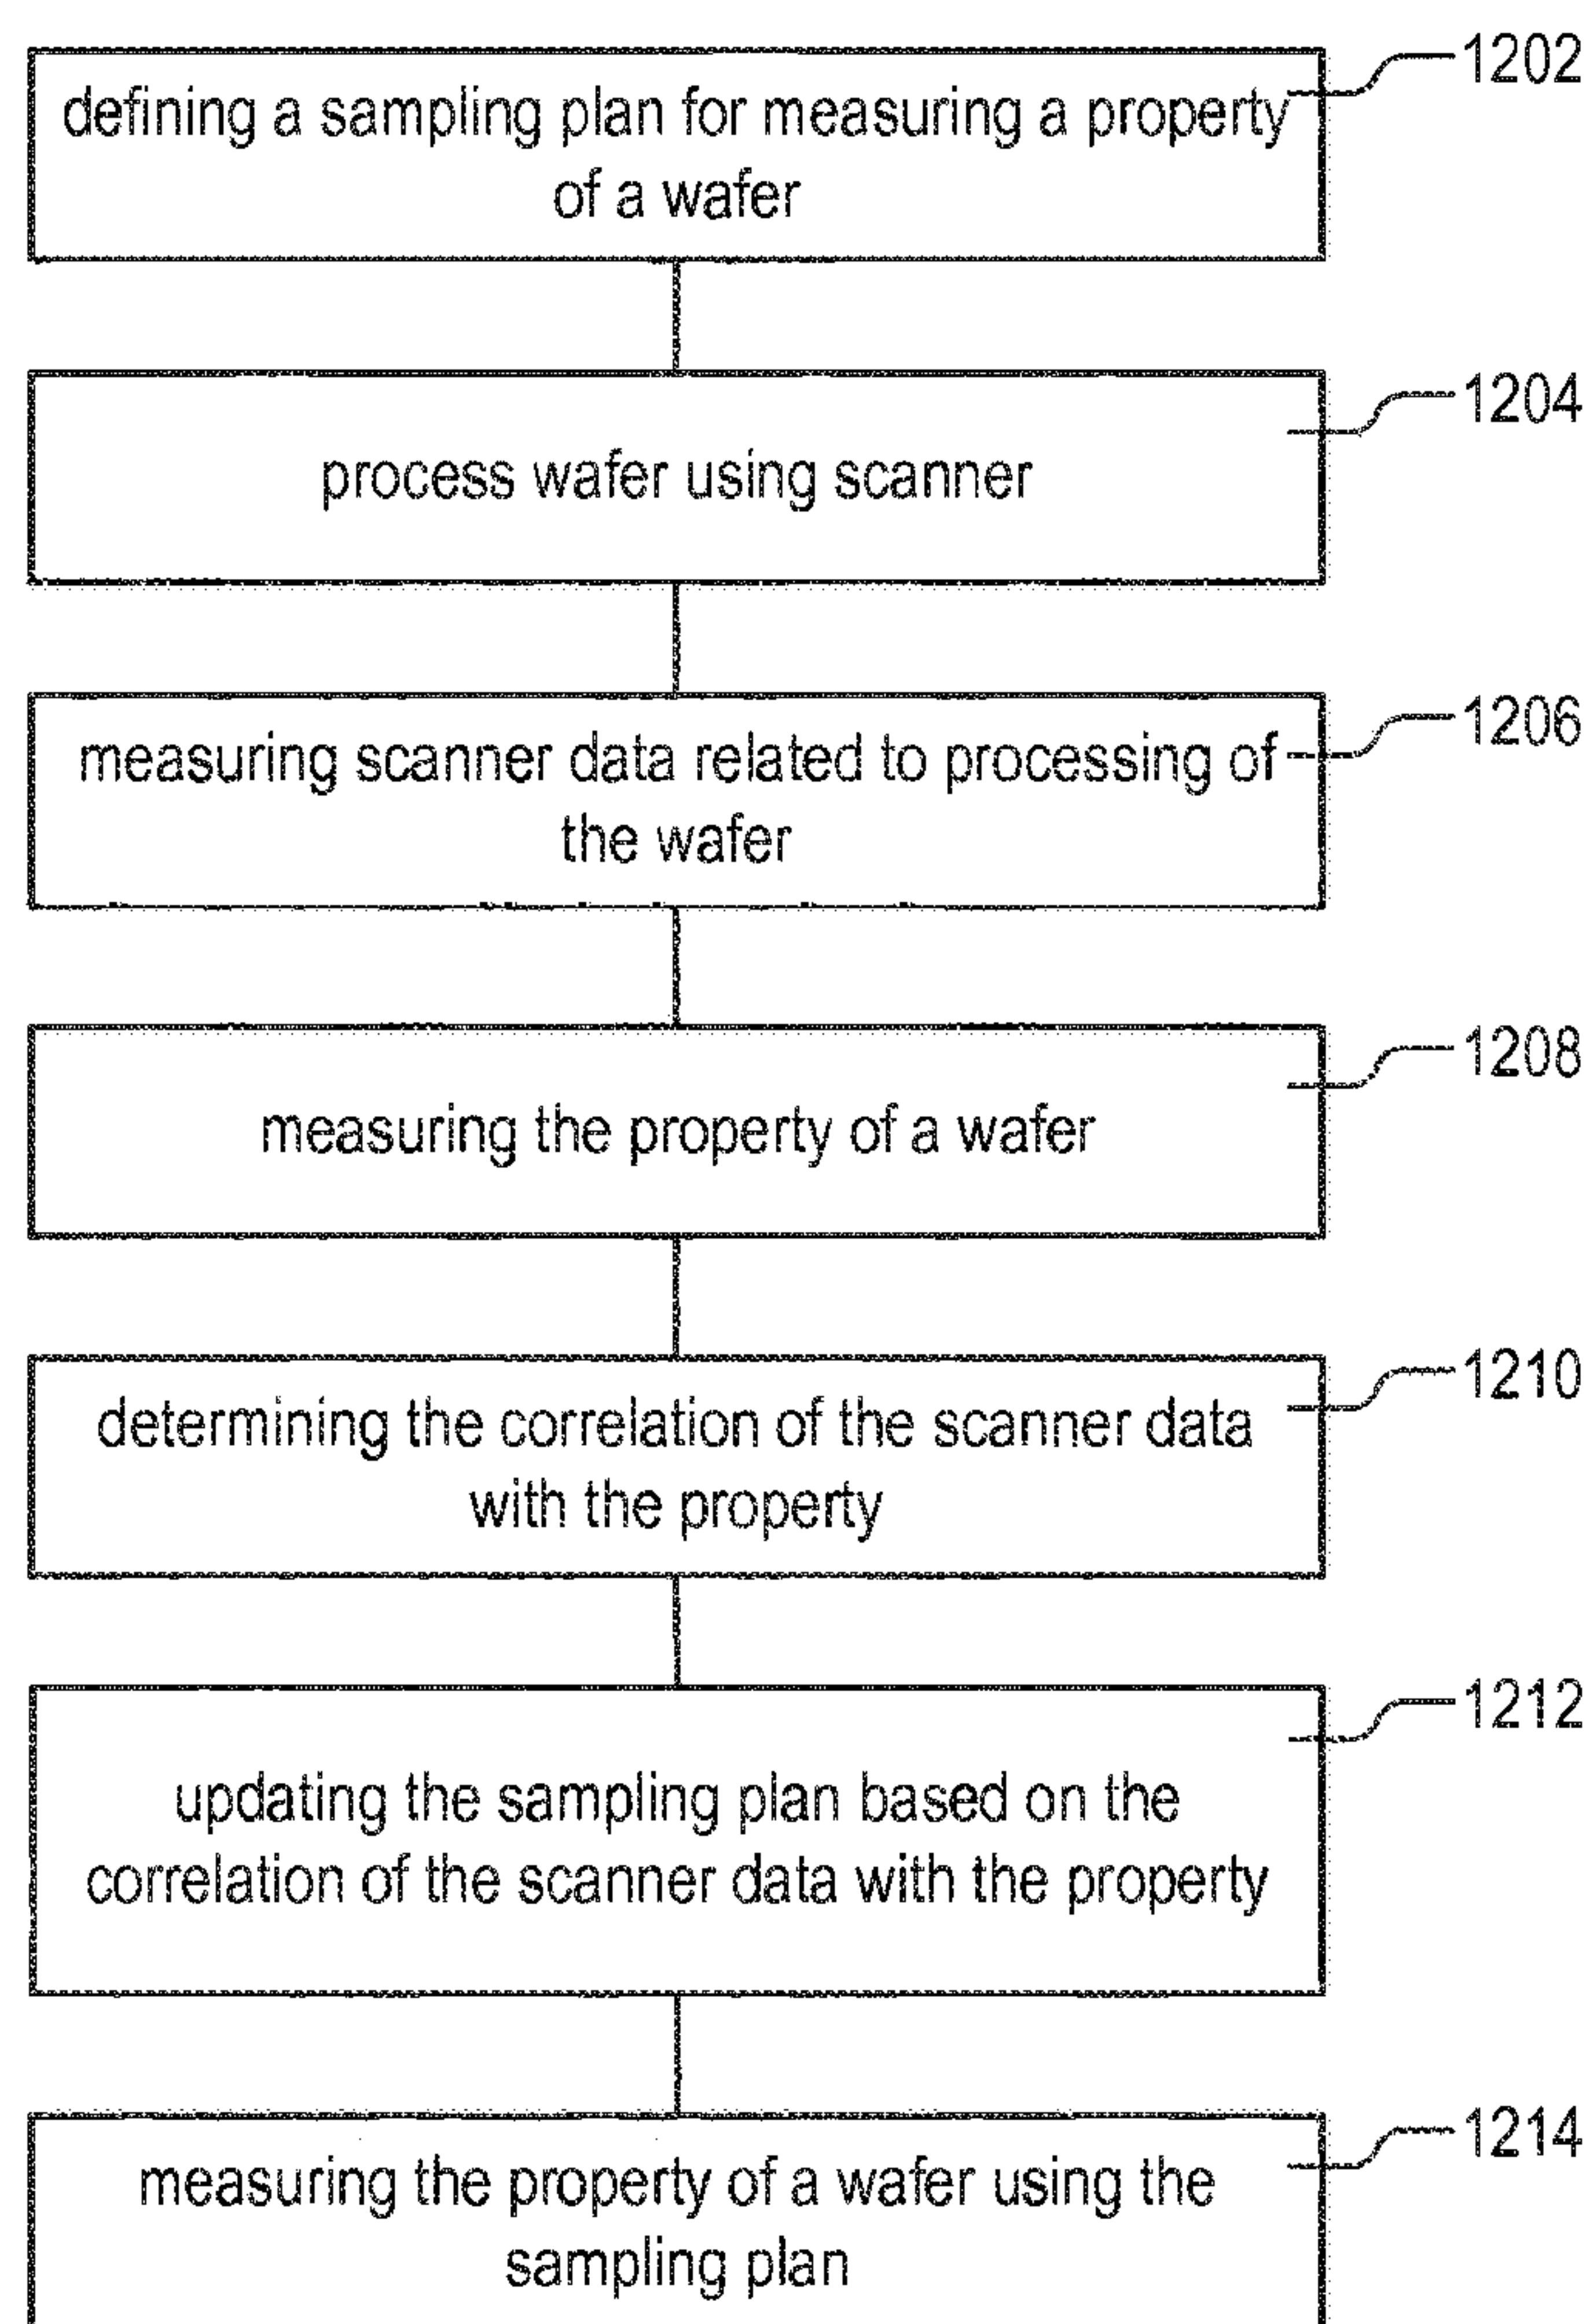 1202
defining a sampling plan for measuring a property
of a wafer
1204
process wafer using scanner
1206
measuring scanner data related to processing of
the wafer
1208
measuring the property of a wafer
1210
determining the correlation of the scanner data
with the property
1212
updating the sampling plan based on the
correlation of the scanner data with the property
1214
measuring the property of a wafer using the
sampling plan